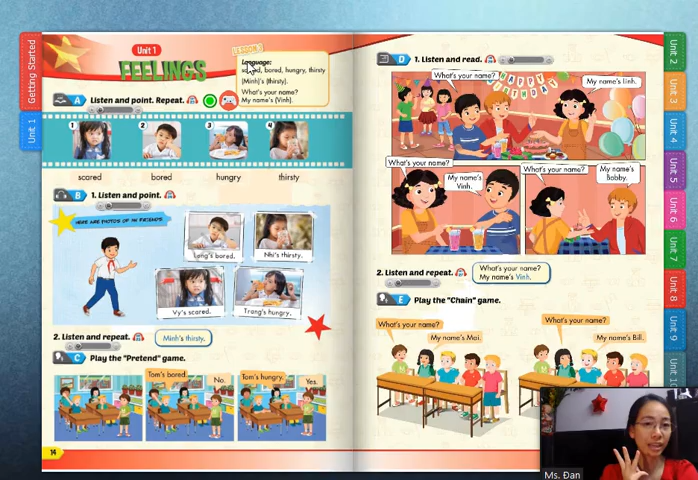 Getting Started
Unit 1
Unit 1
FEELINGS
LESSON 2
Language:
bored, hungry, thirsty
(Minh)'s (thirsty).
What's your name?
My name's (Vinh).
A Listen and point. Repeat.
1
2
3
4
scared
bored
hungry
thirsty
B 1. Listen and point.
HERE ARE PHOTOS OF MY FRIENDS.
Long's bored.
Nhi's thirsty.
Vy's scared.
Trung's hungry.
2. Listen and repeat.
Minh's thirsty.
C Play the "Pretend" game.
Tom's bored.
No.
Tom's hungry.
Yes.
14
D 1. Listen and read.
What's your name?
HAPPY BIRTHDAY
My name's Linh.
What's your name?
My name's Vinh.
What's your name?
My name's Bobby.
2. Listen and repeat.
What's your name?
My name's Vinh.
E Play the "Chain" game.
What's your name?
My name's Mai.
What's your name?
My name's Bill.
Unit 2
Unit 3
Unit 4
Unit 5
Unit 6
Unit 7
Unit 8
Unit 9
Unit 10
Ms. Đan